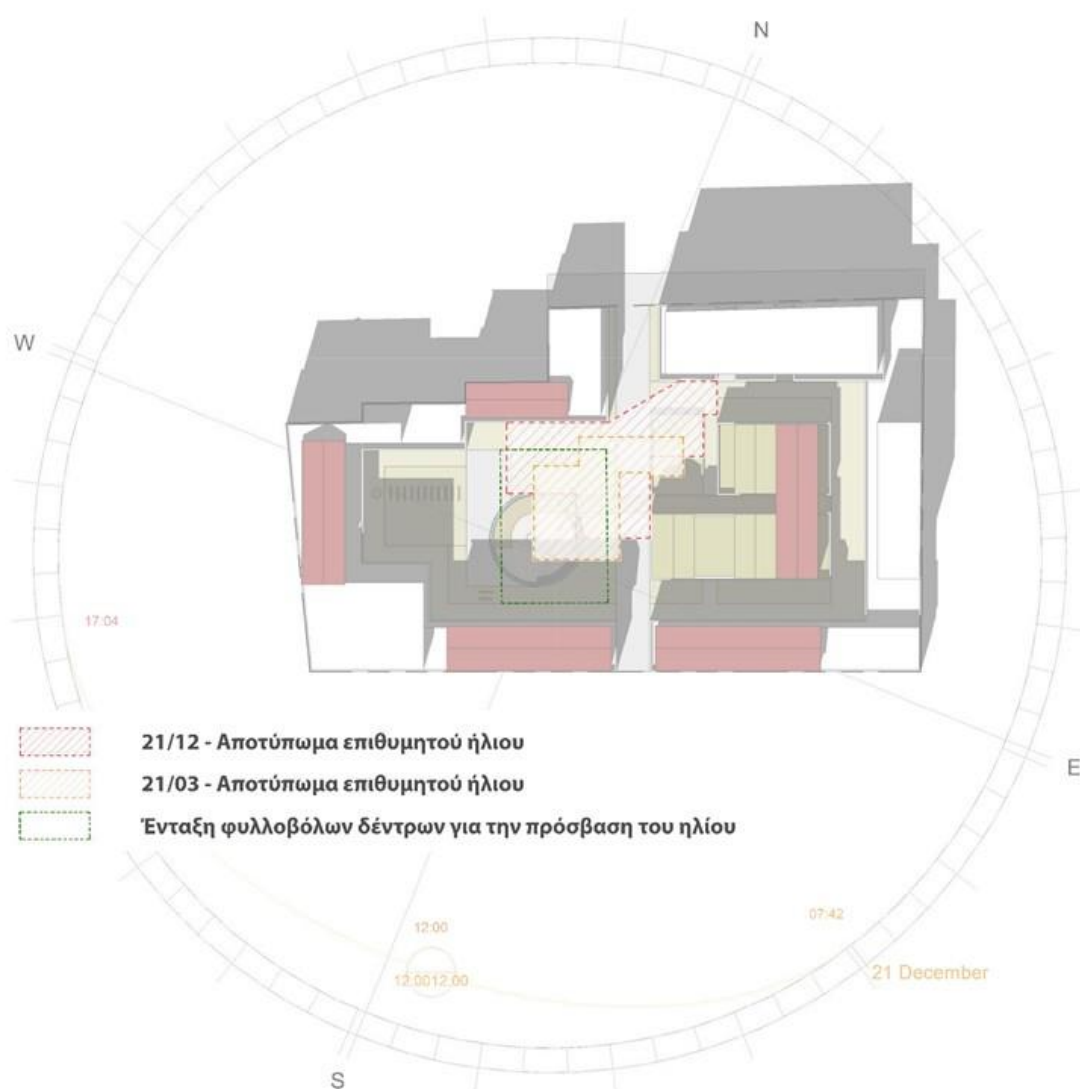 N
W
17:04
21/12 - Αποτύπωμα επιθυμητού ήλιου
E
21/03 - Αποτύπωμα επιθυμητού ήλιου
Ένταξη φυλλοβόλων δέντρων για την πρόσβαση του ηλίου
07:42
12:00
21 December
12.0012.00
S